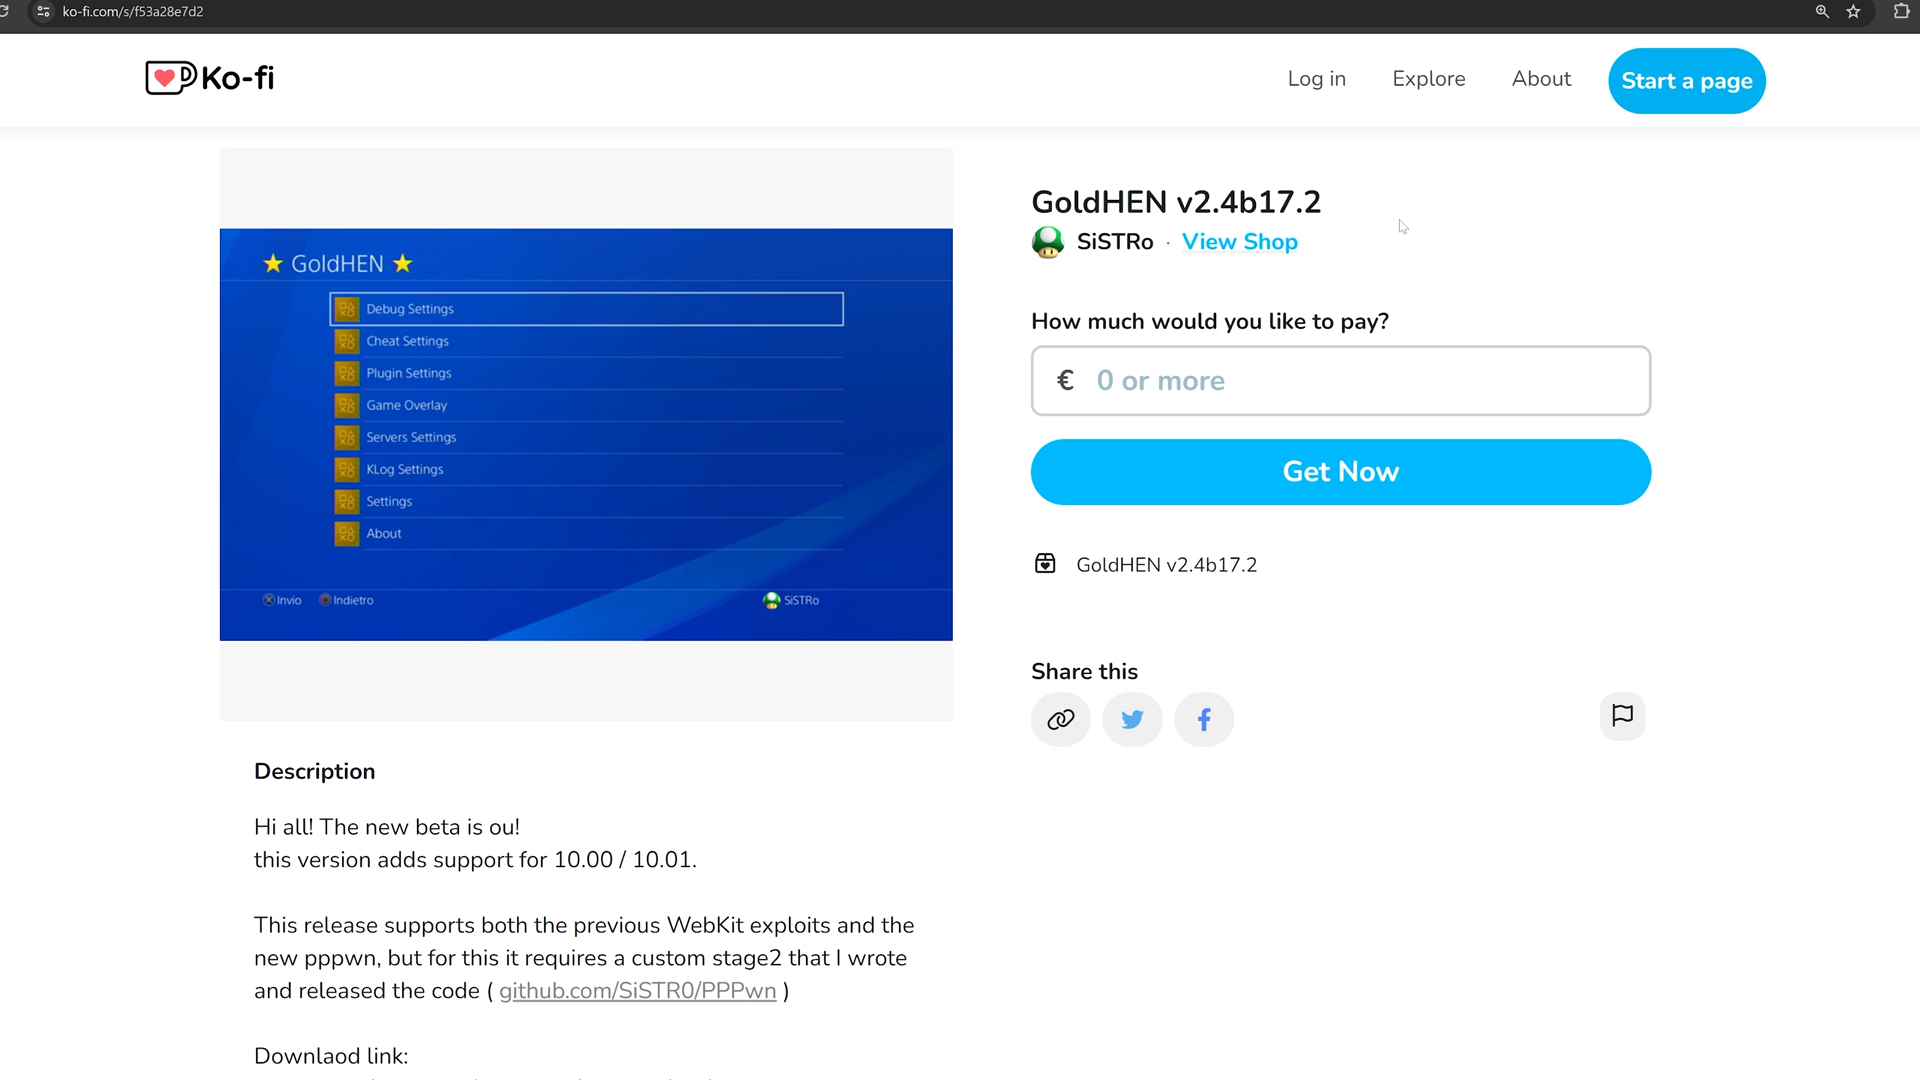 ko-fi.com/s/f53a28e7d2
Ko-fi
Log in
Explore
About
Start a page
GoldHEN
Debug Settings
Cheat Settings
Plugin Settings
Game Overlay
Servers Settings
KLog Settings
Settings
About
Invio
Indietro
SiSTRo
GoldHEN v2.4b17.2
SiSTRo · View Shop
How much would you like to pay?
€ 0 or more
Get Now
GoldHEN v2.4b17.2
Share this
Description
Hi all! The new beta is ou!
this version adds support for 10.00 / 10.01.
This release supports both the previous WebKit exploits and the
new pppwn, but for this it requires a custom stage2 that I wrote
and released the code ( github.com/SiSTR0/PPPwn )
Downlaod link: